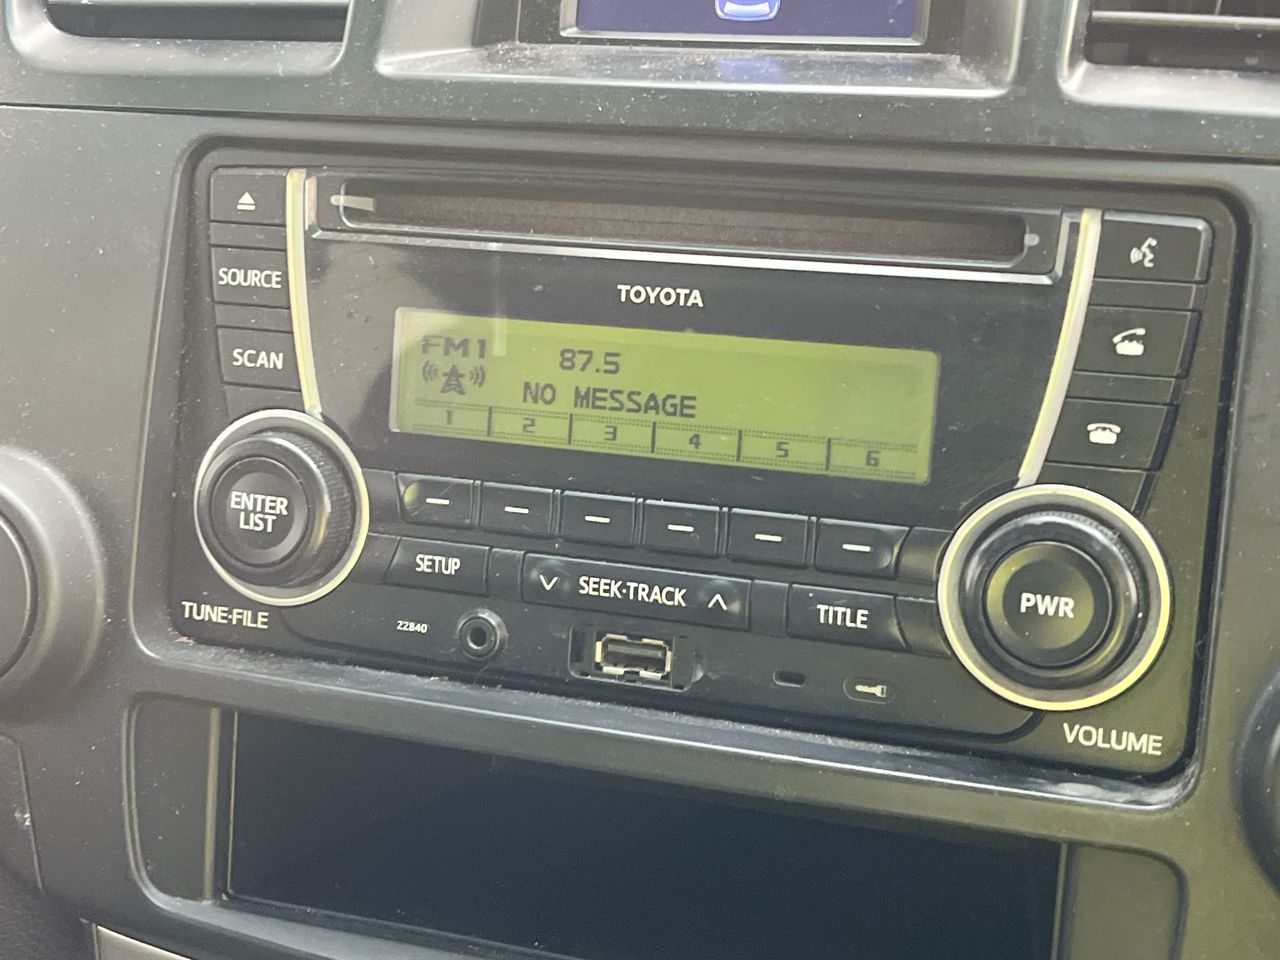 SOURCE
TOYOTA
SCAN
FM1 87.5
NO MESSAGE
1 2 3 4 5 6
ENTER
LIST
SETUP
SEEK·TRACK
TITLE
PWR
TUNE·FILE
22840
VOLUME